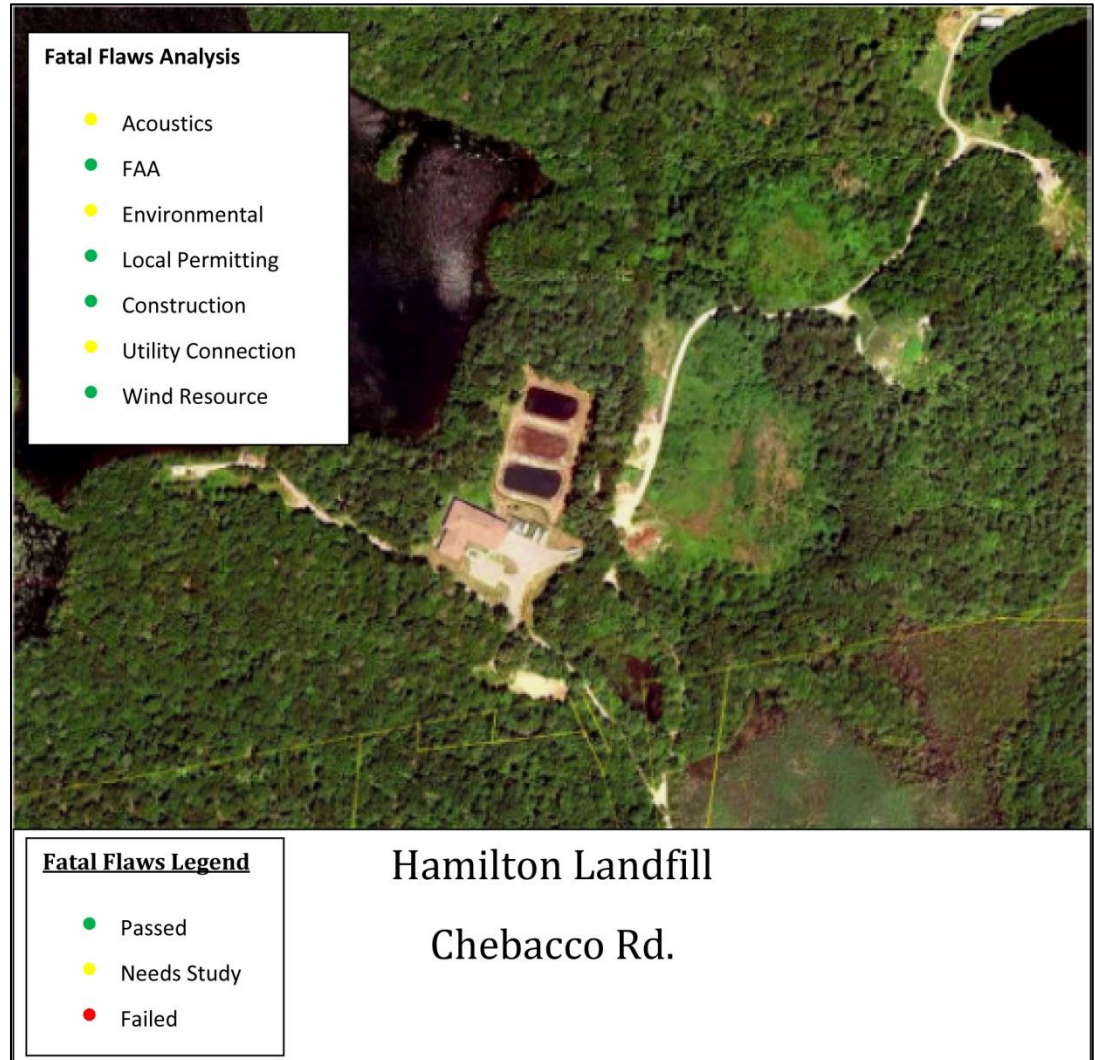 Fatal Flaws Analysis
Acoustics
FAA
Environmental
Local Permitting
Construction
Utility Connection
Wind Resource
Fatal Flaws Legend
Passed
Needs Study
Failed
Hamilton Landfill
Chebacco Rd.